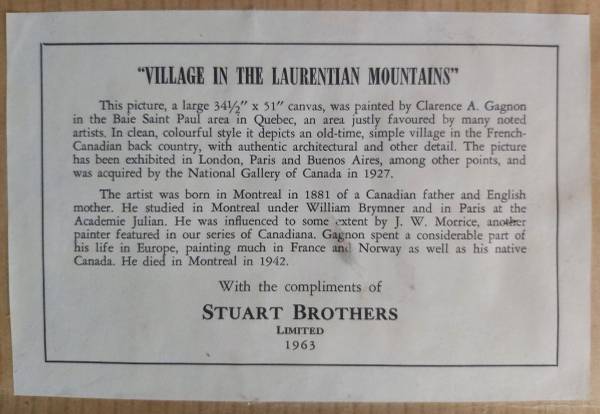 "VILLAGE IN THE LAURENTIAN MOUNTAINS"
This picture, a large 34½" x 51" canvas, was painted by Clarence A. Gagnon
in the Baie Saint Paul area in Quebec, an area justly favoured by many noted
artists. In clean, colourful style it depicts an old-time, simple village in the French-
Canadian back country, with authentic architectural and other detail. The picture
has been exhibited in London, Paris and Buenos Aires, among other points, and
was acquired by the National Gallery of Canada in 1927.
The artist was born in Montreal in 1881 of a Canadian father and English
mother. He studied in Montreal under William Brymner and in Paris at the
Academie Julian. He was influenced to some extent by J. W. Morrice, another
painter featured in our series of Canadiana. Gagnon spent a considerable part of
his life in Europe, painting much in France and Norway as well as his native
Canada. He died in Montreal in 1942.
With the compliments of
STUART BROTHERS
LIMITED
1963